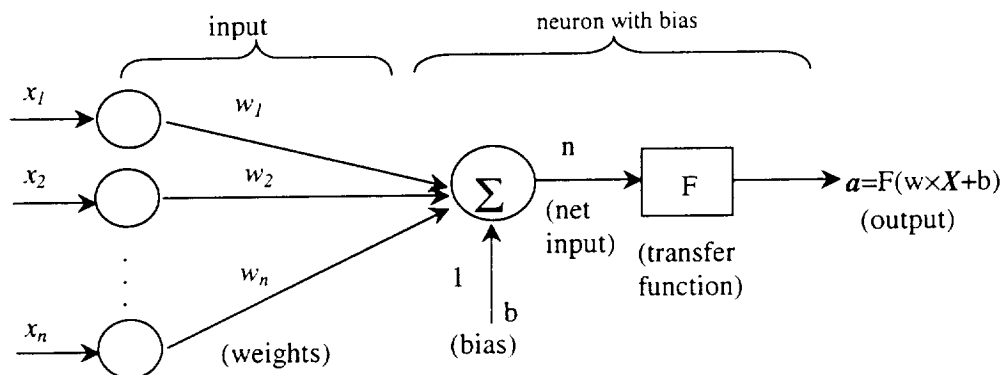 input
neuron with bias
x1
w1
x2
w2
Σ
n
(net
input)
F
(transfer
function)
a=F(w×X+b)
(output)
.
.
.
wn
1
b
(bias)
xn
(weights)